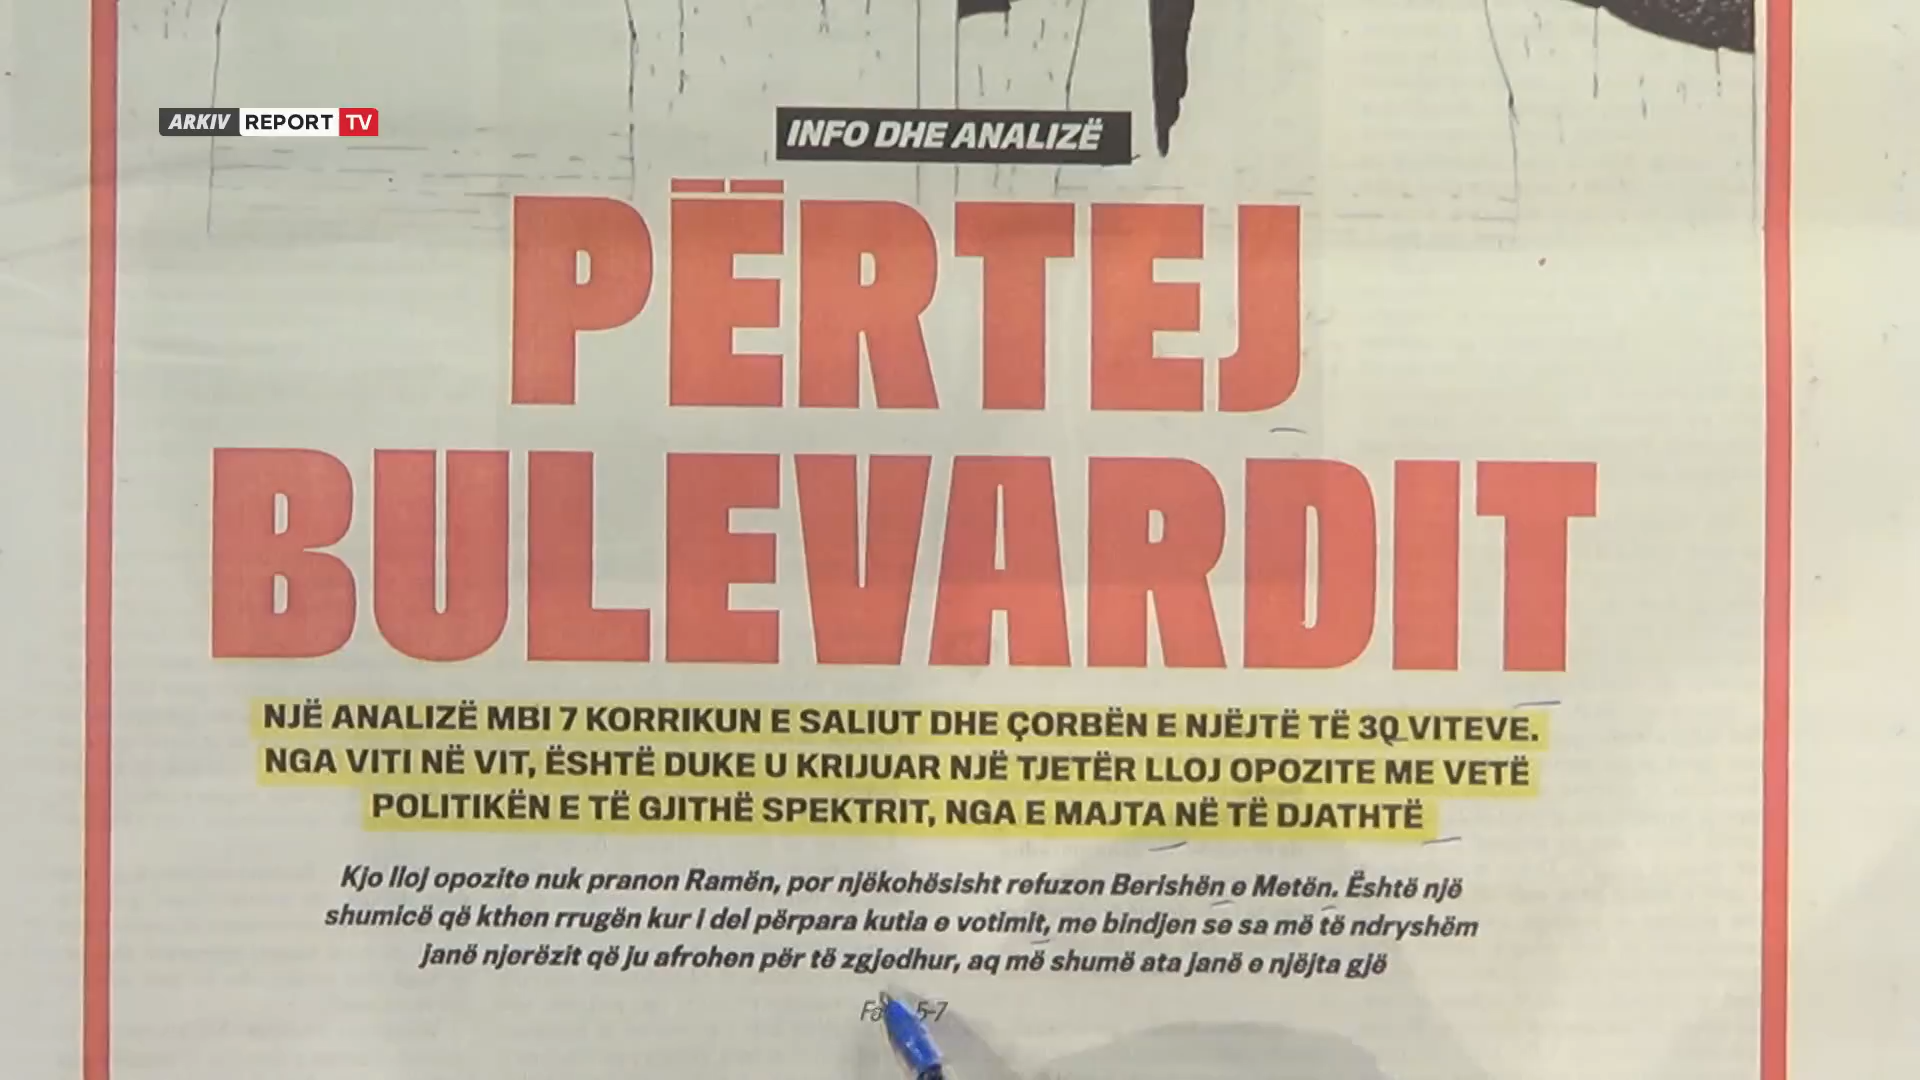 ARKIV REPORT TV
INFO DHE ANALIZË
PËRTEJ
BULEVARDIT
NJË ANALIZË MBI 7 KORRIKUN E SALIUT DHE ÇORBËN E NJËJTË TË 30 VITEVE.
NGA VITI NË VIT, ËSHTË DUKE U KRIJUAR NJË TJETËR LLOJ OPOZITE ME VETË
POLITIKËN E TË GJITHË SPEKTRIT, NGA E MAJTA NË TË DJATHTË
Kjo lloj opozite nuk pranon Ramën, por njëkohësisht refuzon Berishën e Metën. Është një
shumicë që kthen rrugën kur i del përpara kutia e votimit, me bindjen se sa më të ndryshëm
janë njerëzit që ju afrohen për të zgjedhur, aq më shumë ata janë e njëjta gjë
5-7